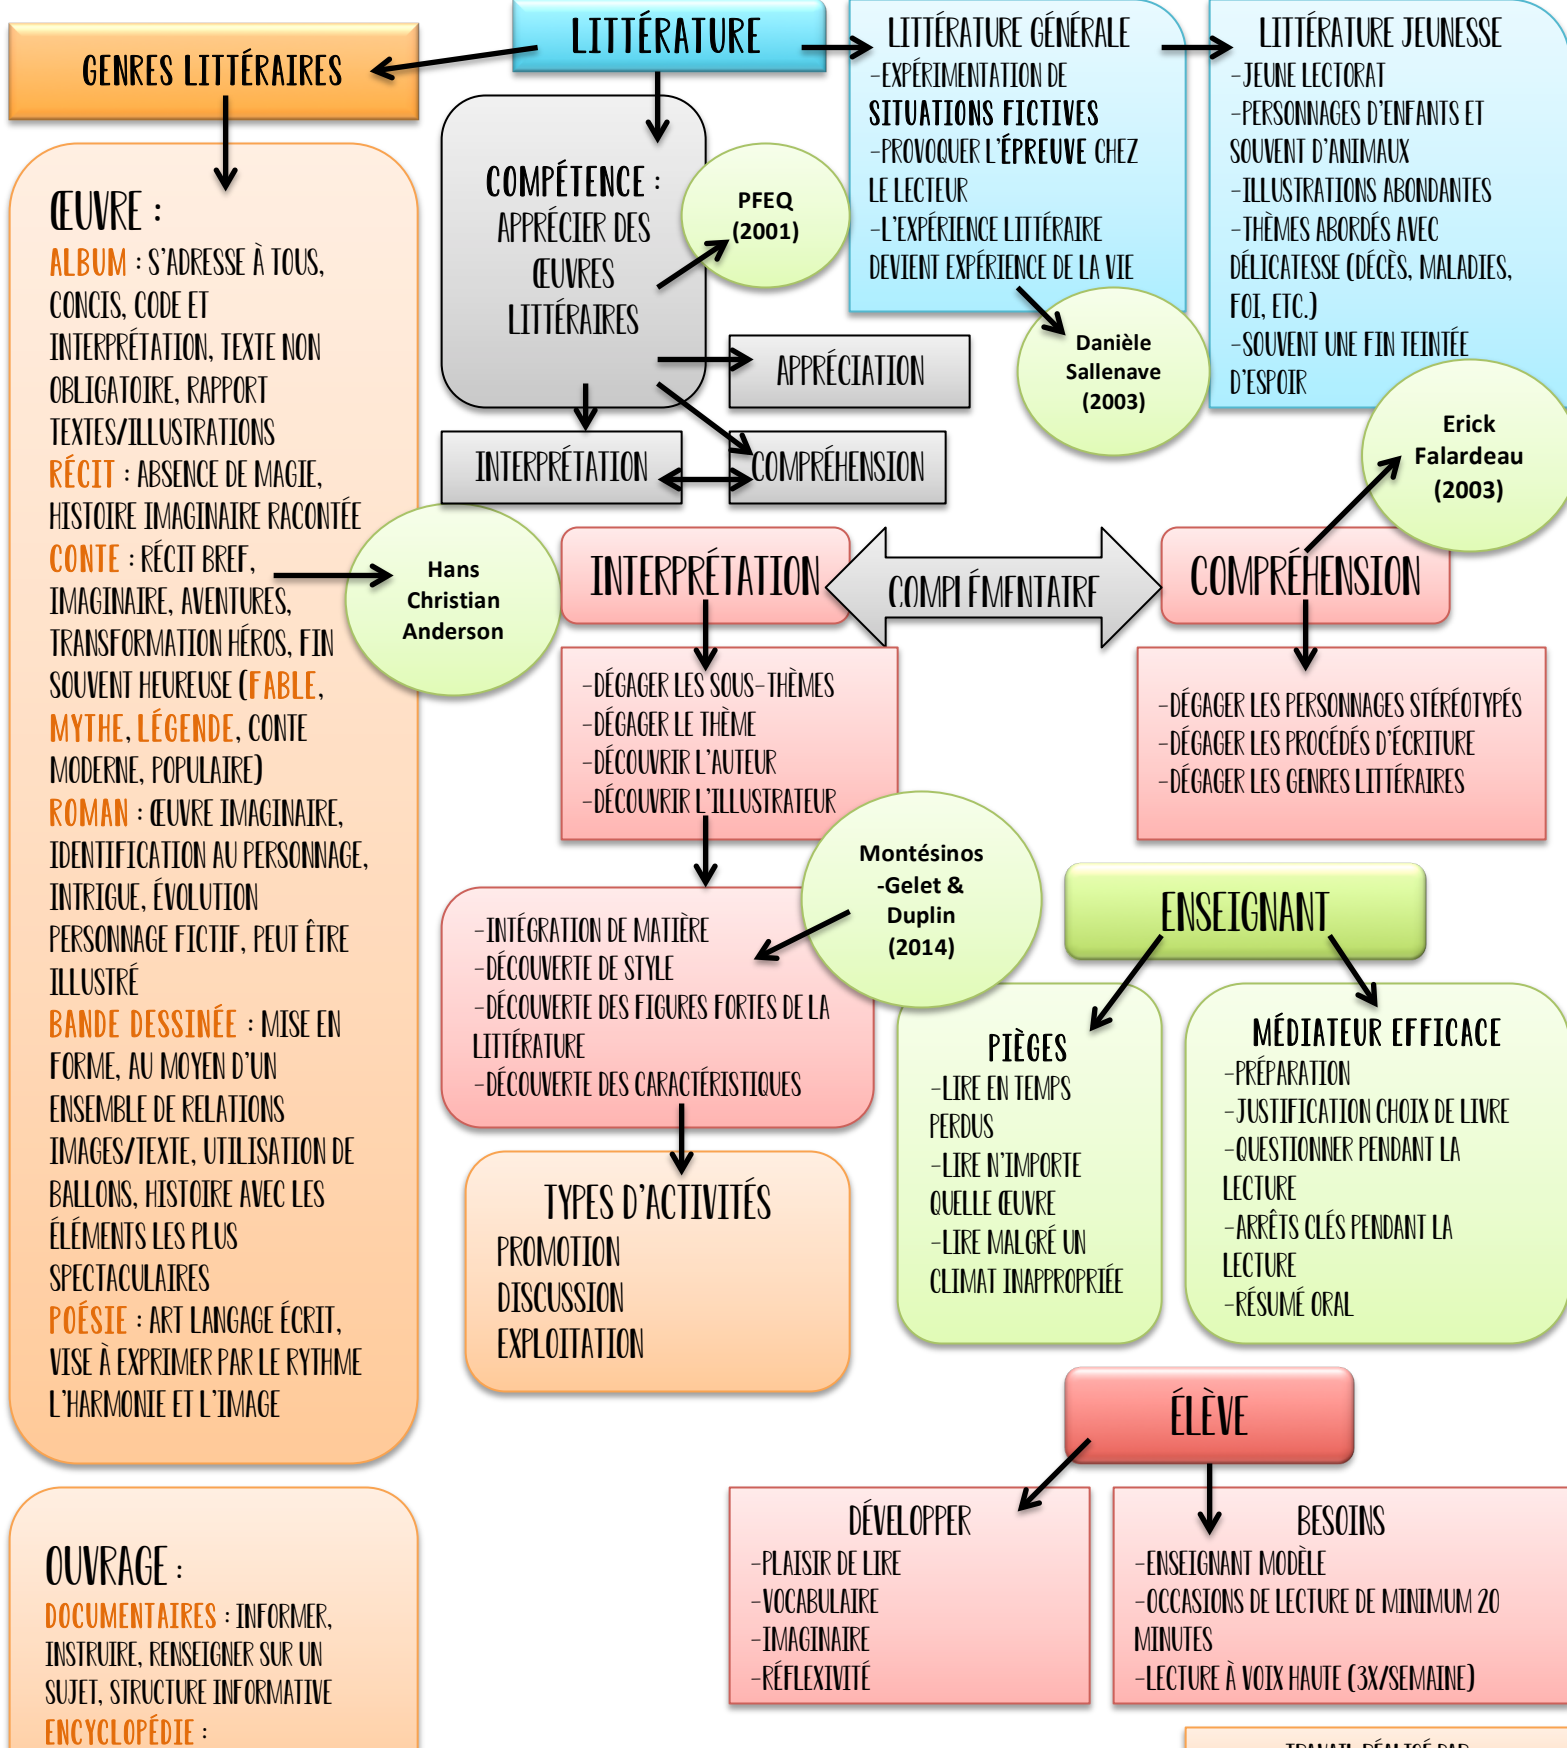 LITTÉRATURE
GENRES LITTÉRAIRES
ŒUVRE :
ALBUM : S'ADRESSE À TOUS,
CONCIS, CODE ET
INTERPRÉTATION, TEXTE NON
OBLIGATOIRE, RAPPORT
TEXTES/ILLUSTRATIONS
RÉCIT : ABSENCE DE MAGIE,
HISTOIRE IMAGINAIRE RACONTÉE
CONTE : RÉCIT BREF,
IMAGINAIRE, AVENTURES,
TRANSFORMATION HÉROS, FIN
SOUVENT HEUREUSE (FABLE,
MYTHE, LÉGENDE, CONTE
MODERNE, POPULAIRE)
ROMAN : ŒUVRE IMAGINAIRE,
IDENTIFICATION AU PERSONNAGE,
INTRIGUE, ÉVOLUTION
PERSONNAGE FICTIF, PEUT ÊTRE
ILLUSTRÉ
BANDE DESSINÉE : MISE EN
FORME, AU MOYEN D'UN
ENSEMBLE DE RELATIONS
IMAGES/TEXTE, UTILISATION DE
BALLONS, HISTOIRE AVEC LES
ÉLÉMENTS LES PLUS
SPECTACULAIRES
POÉSIE : ART LANGAGE ÉCRIT,
VISE À EXPRIMER PAR LE RYTHME
L'HARMONIE ET L'IMAGE
OUVRAGE :
DOCUMENTAIRES : INFORMER,
INSTRUIRE, RENSEIGNER SUR UN
SUJET, STRUCTURE INFORMATIVE
ENCYCLOPÉDIE :
Hans
Christian
Anderson
COMPÉTENCE :
APPRÉCIER DES
ŒUVRES
LITTÉRAIRES
PFEQ
(2001)
APPRÉCIATION
INTERPRÉTATION
COMPRÉHENSION
LITTÉRATURE GÉNÉRALE
-EXPÉRIMENTATION DE
SITUATIONS FICTIVES
-PROVOQUER L'ÉPREUVE CHEZ
LE LECTEUR
-L'EXPÉRIENCE LITTÉRAIRE
DEVIENT EXPÉRIENCE DE LA VIE
Danièle
Sallenave
(2003)
LITTÉRATURE JEUNESSE
-JEUNE LECTORAT
-PERSONNAGES D'ENFANTS ET
SOUVENT D'ANIMAUX
-ILLUSTRATIONS ABONDANTES
-THÈMES ABORDÉS AVEC
DÉLICATESSE (DÉCÈS, MALADIES,
FOI, ETC.)
-SOUVENT UNE FIN TEINTÉE
D'ESPOIR
Erick
Falardeau
(2003)
INTERPRÉTATION
COMPLÉMENTAIRE
COMPRÉHENSION
-DÉGAGER LES SOUS-THÈMES
-DÉGAGER LE THÈME
-DÉCOUVRIR L'AUTEUR
-DÉCOUVRIR L'ILLUSTRATEUR
-DÉGAGER LES PERSONNAGES STÉRÉOTYPÉS
-DÉGAGER LES PROCÉDÉS D'ÉCRITURE
-DÉGAGER LES GENRES LITTÉRAIRES
Montésinos
-Gelet &
Duplin
(2014)
-INTÉGRATION DE MATIÈRE
-DÉCOUVERTE DE STYLE
-DÉCOUVERTE DES FIGURES FORTES DE LA
LITTÉRATURE
-DÉCOUVERTE DES CARACTÉRISTIQUES
TYPES D'ACTIVITÉS
PROMOTION
DISCUSSION
EXPLOITATION
ENSEIGNANT
PIÈGES
-LIRE EN TEMPS
PERDUS
-LIRE N'IMPORTE
QUELLE ŒUVRE
-LIRE MALGRÉ UN
CLIMAT INAPPROPRIÉE
MÉDIATEUR EFFICACE
-PRÉPARATION
-JUSTIFICATION CHOIX DE LIVRE
-QUESTIONNER PENDANT LA
LECTURE
-ARRÊTS CLÉS PENDANT LA
LECTURE
-RÉSUMÉ ORAL
ÉLÈVE
DÉVELOPPER
-PLAISIR DE LIRE
-VOCABULAIRE
-IMAGINAIRE
-RÉFLEXIVITÉ
BESOINS
-ENSEIGNANT MODÈLE
-OCCASIONS DE LECTURE DE MINIMUM 20
MINUTES
-LECTURE À VOIX HAUTE (3X/SEMAINE)
TRAVAIL RÉALISÉ PAR